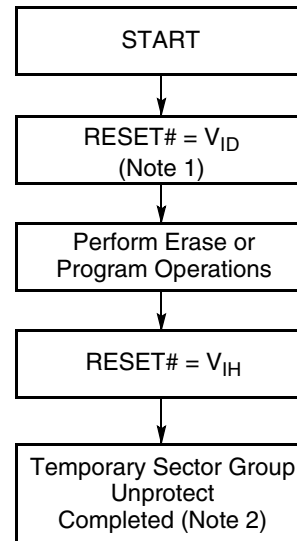 START
RESET# = VID
(Note 1)
Perform Erase or
Program Operations
RESET# = VIH
Temporary Sector Group
Unprotect
Completed (Note 2)